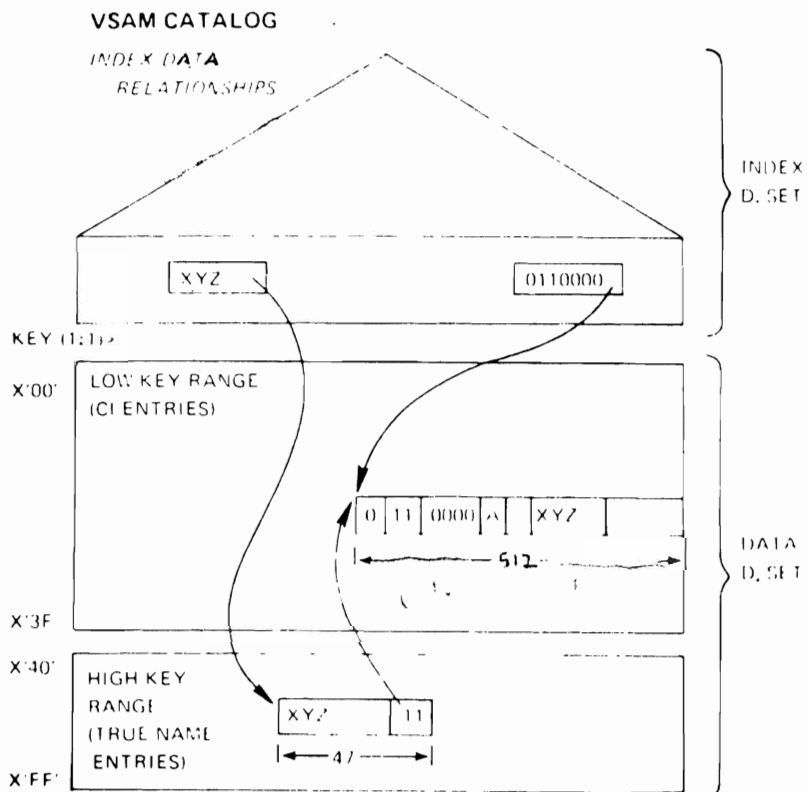 VSAM CATALOG
INDEX DATA
RELATIONSHIPS
INDEX
D. SET
XYZ
0110000
KEY (1:1)
X'00'
LOW KEY RANGE
(CI ENTRIES)
0 11 0000 A XYZ
512
DATA
D. SET
X'3F
X'40'
HIGH KEY
RANGE
(TRUE NAME
ENTRIES)
XYZ 11
47
X'FF'